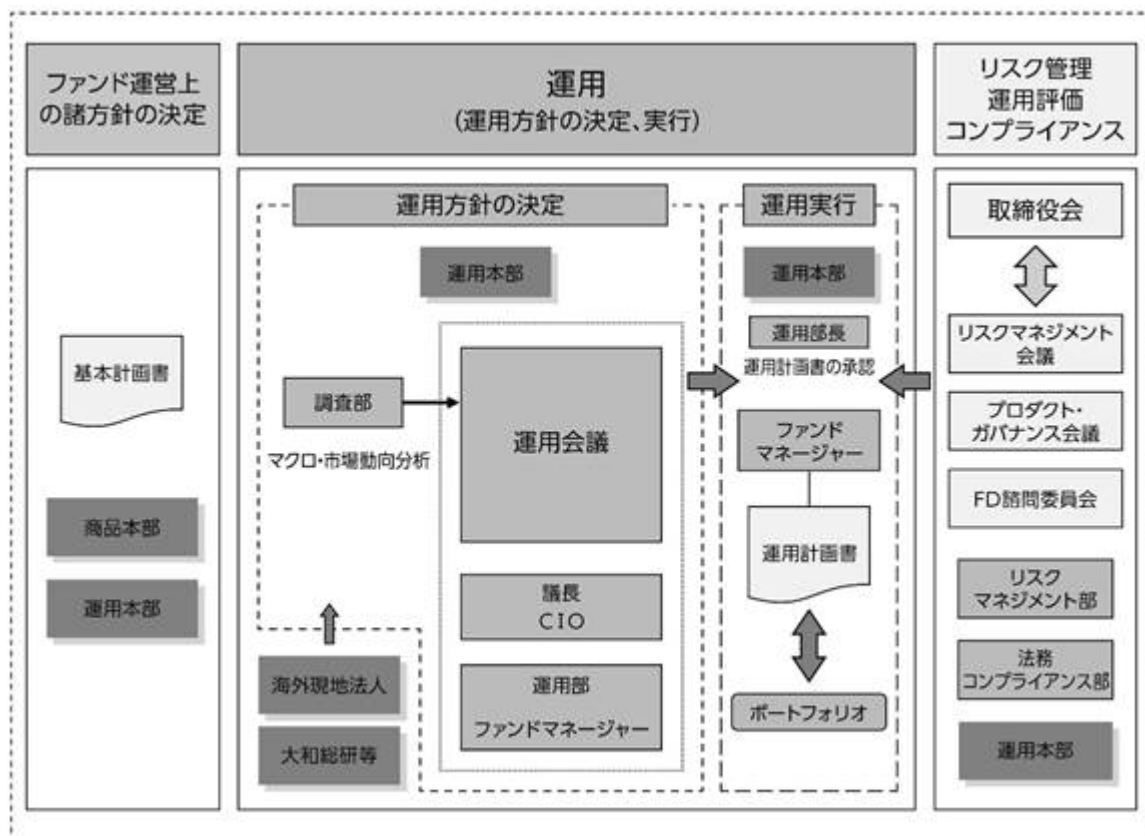 ファンド運営上
の諸方針の決定
運用
(運用方針の決定、実行)
リスク管理
運用評価
コンプライアンス
基本計画書
商品本部
運用本部
運用方針の決定
運用本部
調査部
マクロ・市場動向分析
運用会議
議長
CIO
運用部
ファンドマネージャー
海外現地法人
大和総研等
運用実行
運用本部
運用部長
運用計画書の承認
ファンド
マネージャー
運用計画書
ポートフォリオ
取締役会
リスクマネジメント
会議
プロダクト・
ガバナンス会議
FD諮問委員会
リスク
マネジメント部
法務
コンプライアンス部
運用本部